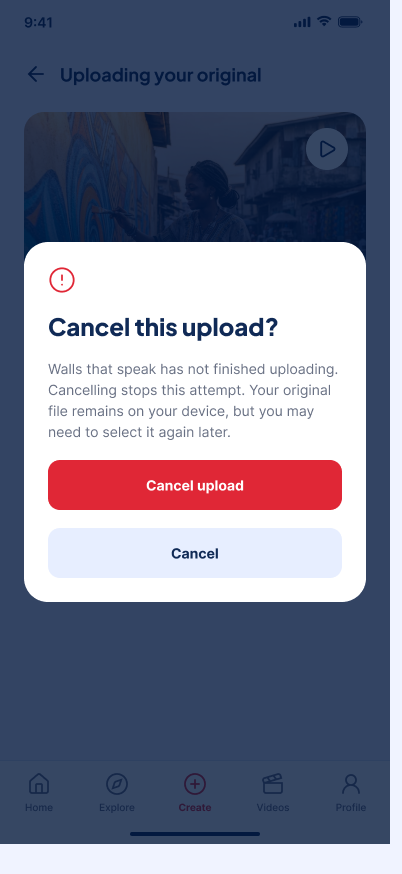 9:41
Uploading your original
Cancel this upload?
Walls that speak has not finished uploading.
Cancelling stops this attempt. Your original
file remains on your device, but you may
need to select it again later.
Cancel upload
Cancel
Home
Explore
Create
Videos
Profile